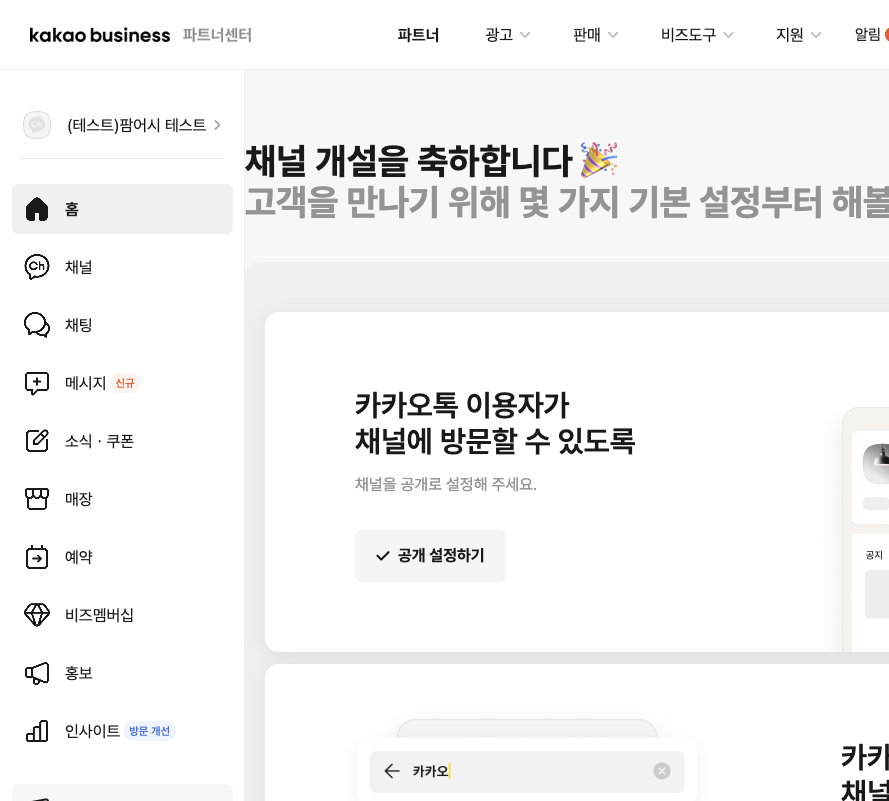 kakao business 파트너센터
파트너
광고
판매
비즈도구
지원
알림
(테스트)팜어시 테스트
홈
채널
채팅
메시지 신규
소식 · 쿠폰
매장
예약
비즈멤버십
홍보
인사이트 방문 개선
채널 개설을 축하합니다
고객을 만나기 위해 몇 가지 기본 설정부터 해볼
카카오톡 이용자가
채널에 방문할 수 있도록
채널을 공개로 설정해 주세요.
공개 설정하기
공지
카카오